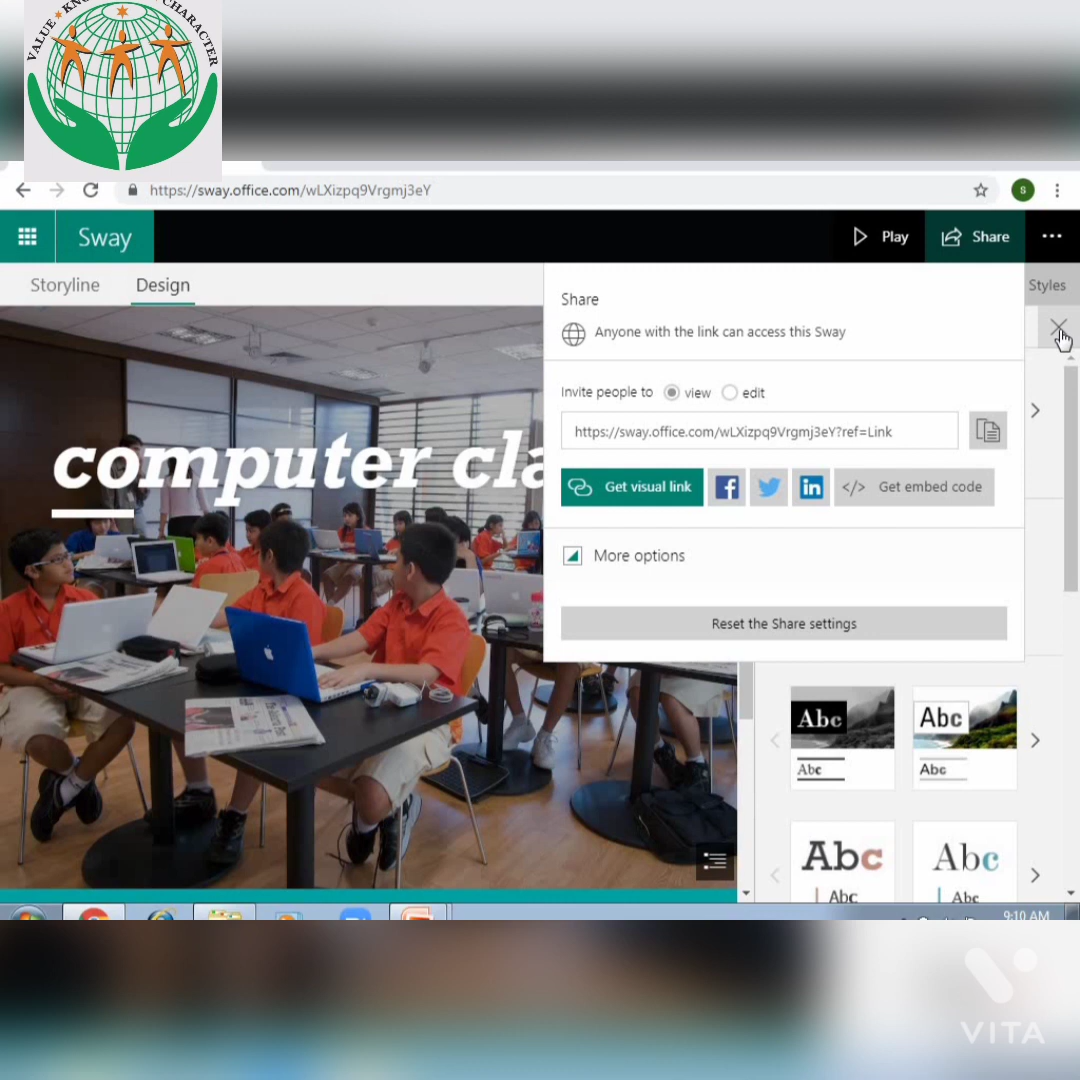 VALUE
CHARACTER
https://sway.office.com/wLXizpq9Vrgmj3eY
S
Sway
Play
Share
Storyline
Design
Styles
Share
Anyone with the link can access this Sway
Invite people to view edit
https://sway.office.com/wLXizpq9Vrgmj3eY?ref=Link
Get visual link
Get embed code
More options
Reset the Share settings
computer cla
Abc
Abc
Abc
Abc
Abc
Abc
Abc
Abc
9:10 AM
VITA